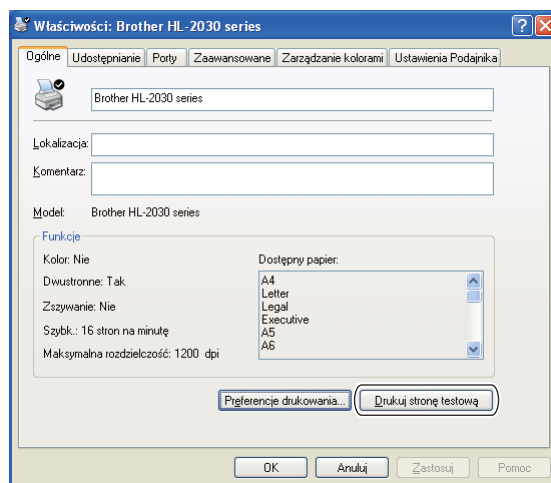 Właściwości: Brother HL-2030 series
Ogólne Udostępnianie Porty Zaawansowane Zarządzanie kolorami Ustawienia Podajnika
Brother HL-2030 series
Lokalizacja:
Komentarz:
Model: Brother HL-2030 series
Funkcje
Kolor: Nie
Dwustronne: Tak
Zszywanie: Nie
Szybk.: 16 stron na minutę
Maksymalna rozdzielczość: 1200 dpi
Dostępny papier:
A4
Letter
Legal
Executive
A5
A6
Preferencje drukowania... Drukuj stronę testową
OK Anuluj Zastosuj Pomoc